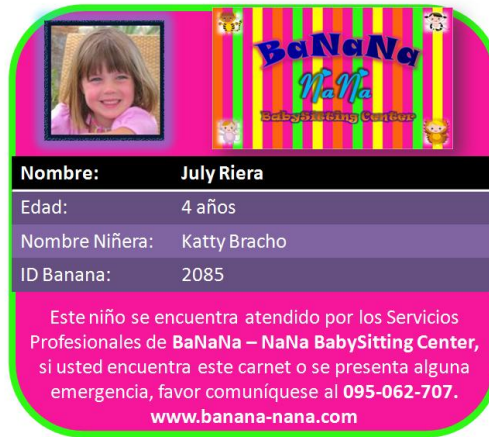 BaNaNa
NaNa
BabySitting Center
Nombre: July Riera
Edad: 4 años
Nombre Niñera: Katty Bracho
ID Banana: 2085
Este niño se encuentra atendido por los Servicios
Profesionales de BaNaNa – NaNa BabySitting Center,
si usted encuentra este carnet o se presenta alguna
emergencia, favor comuníquese al 095-062-707.
www.banana-nana.com